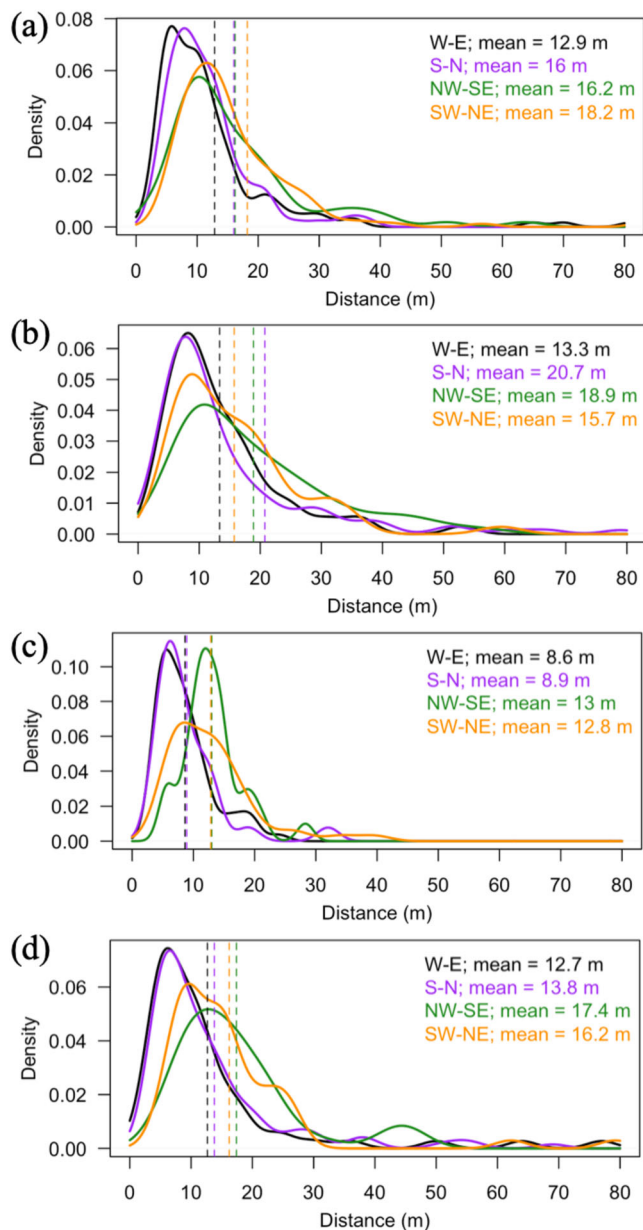 (a)
0.08
0.06
0.04
0.02
0.00
Density
W-E; mean = 12.9 m
S-N; mean = 16 m
NW-SE; mean = 16.2 m
SW-NE; mean = 18.2 m
0 10 20 30 40 50 60 70 80
Distance (m)
(b)
0.06
0.05
0.04
0.03
0.02
0.01
0.00
Density
W-E; mean = 13.3 m
S-N; mean = 20.7 m
NW-SE; mean = 18.9 m
SW-NE; mean = 15.7 m
0 10 20 30 40 50 60 70 80
Distance (m)
(c)
0.10
0.08
0.06
0.04
0.02
0.00
Density
W-E; mean = 8.6 m
S-N; mean = 8.9 m
NW-SE; mean = 13 m
SW-NE; mean = 12.8 m
0 10 20 30 40 50 60 70 80
Distance (m)
(d)
0.06
0.04
0.02
0.00
Density
W-E; mean = 12.7 m
S-N; mean = 13.8 m
NW-SE; mean = 17.4 m
SW-NE; mean = 16.2 m
0 10 20 30 40 50 60 70 80
Distance (m)